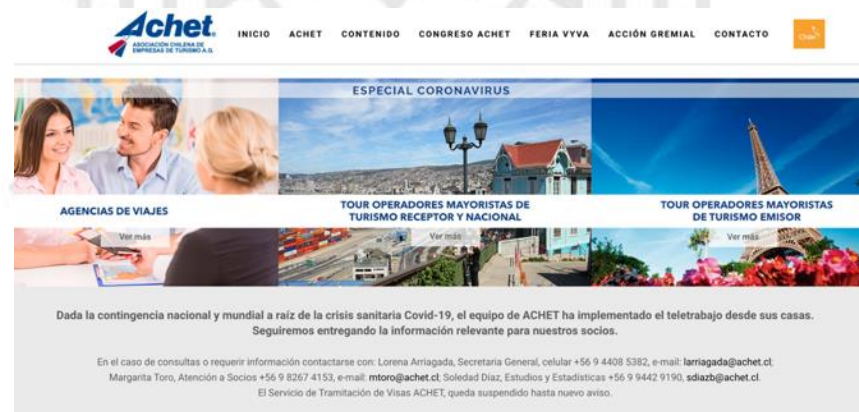 Achet
ASOCIACIÓN CHILENA DE
EMPRESAS DE TURISMO A.G.
INICIO ACHET CONTENIDO CONGRESO ACHET FERIA VYVA ACCIÓN GREMIAL CONTACTO
Chile
ESPECIAL CORONAVIRUS
AGENCIAS DE VIAJES
Ver más
TOUR OPERADORES MAYORISTAS DE
TURISMO RECEPTOR Y NACIONAL
Ver más
TOUR OPERADORES MAYORISTAS
DE TURISMO EMISOR
Ver más
Dada la contingencia nacional y mundial a raíz de la crisis sanitaria Covid-19, el equipo de ACHET ha implementado el teletrabajo desde sus casas.
Seguiremos entregando la información relevante para nuestros socios.
En el caso de consultas o requerir información contactarse con: Lorena Arriagada, Secretaria General, celular +56 9 4408 5382, e-mail: larriagada@achet.cl;
Margarita Toro, Atención a Socios +56 9 8267 4153, e-mail: mtoro@achet.cl; Soledad Díaz, Estudios y Estadísticas +56 9 9442 9190, sdiazb@achet.cl.
El Servicio de Tramitación de Visas ACHET, queda suspendido hasta nuevo aviso.